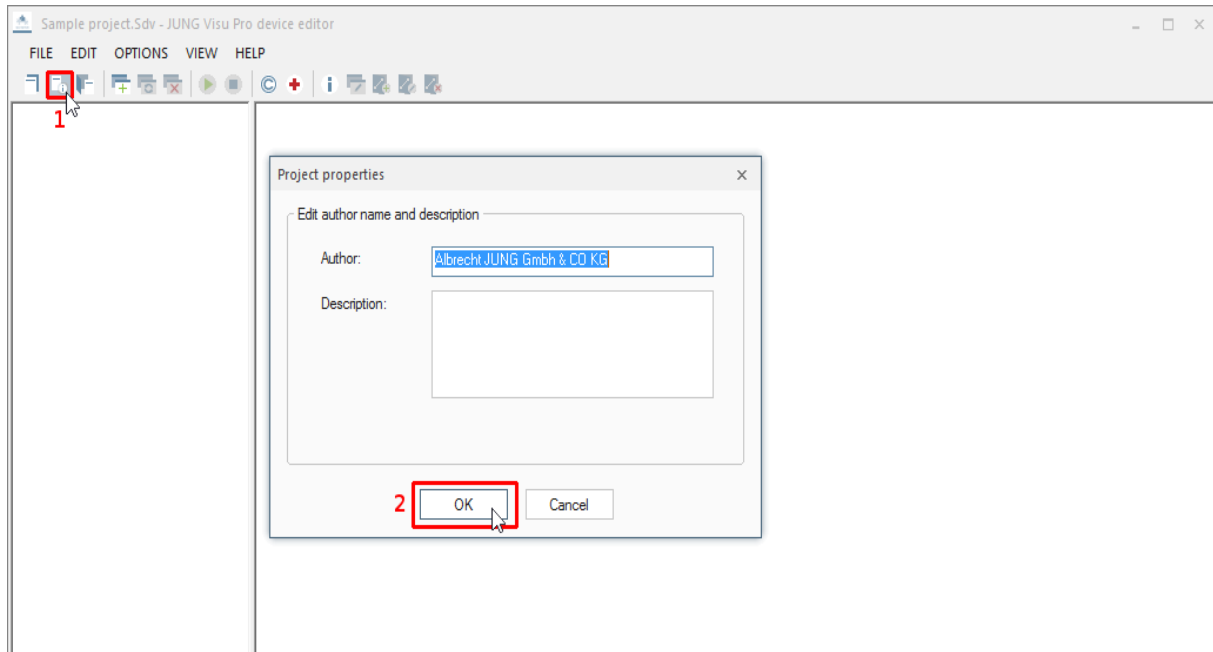 Sample project.Sdv - JUNG Visu Pro device editor
FILE EDIT OPTIONS VIEW HELP
1
Project properties
Edit author name and description
Author:
Albrecht JUNG Gmbh & CO KG
Description:
2
OK
Cancel